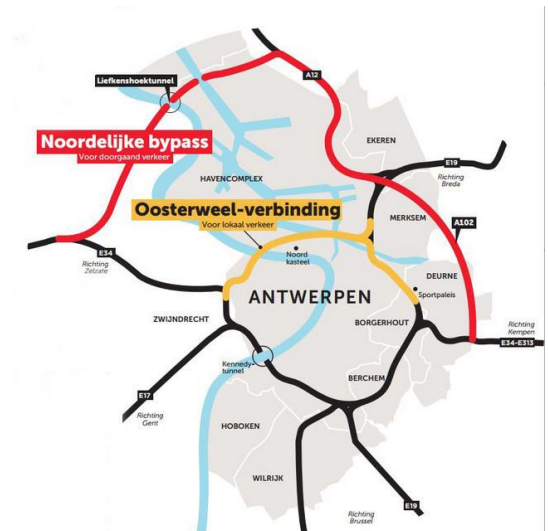 Liefkenshoektunnel
A12
Noordelijke bypass
Voor doorgaand verkeer
EKEREN
E19
Richting
Breda
HAVENCOMPLEX
Oosterweel-verbinding
Voor lokaal verkeer
MERKSEM
A102
E34
Richting
Zelzate
Noord
kasteel
DEURNE
Sportpaleis
ANTWERPEN
ZWIJNDRECHT
BORGERHOUT
Richting
Kempen
E34-E313
Kennedy-
tunnel
BERCHEM
E17
Richting
Gent
HOBOKEN
WILRIJK
E19
Richting
Brussel